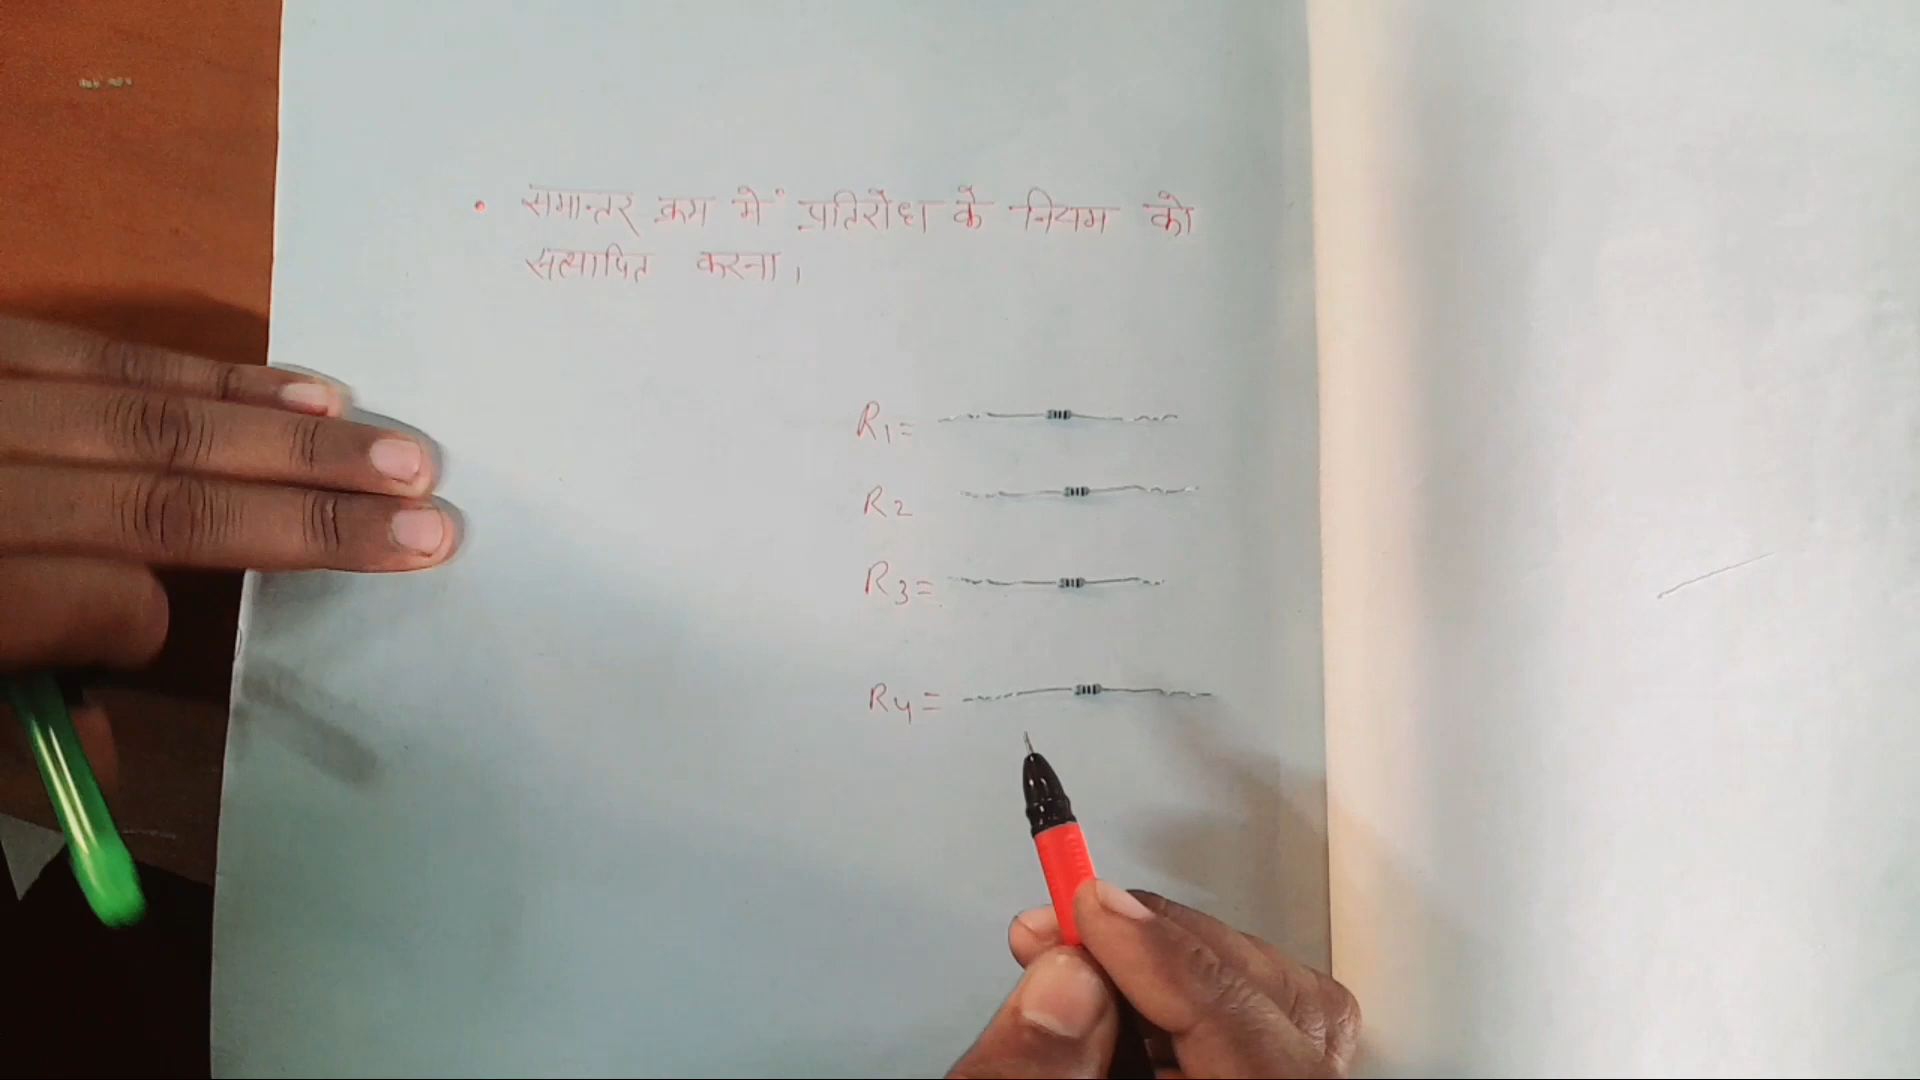 • समान्तर क्रम में प्रतिरोध के नियम को
सत्यापित करना।
R1=
R2
R3=
R4=